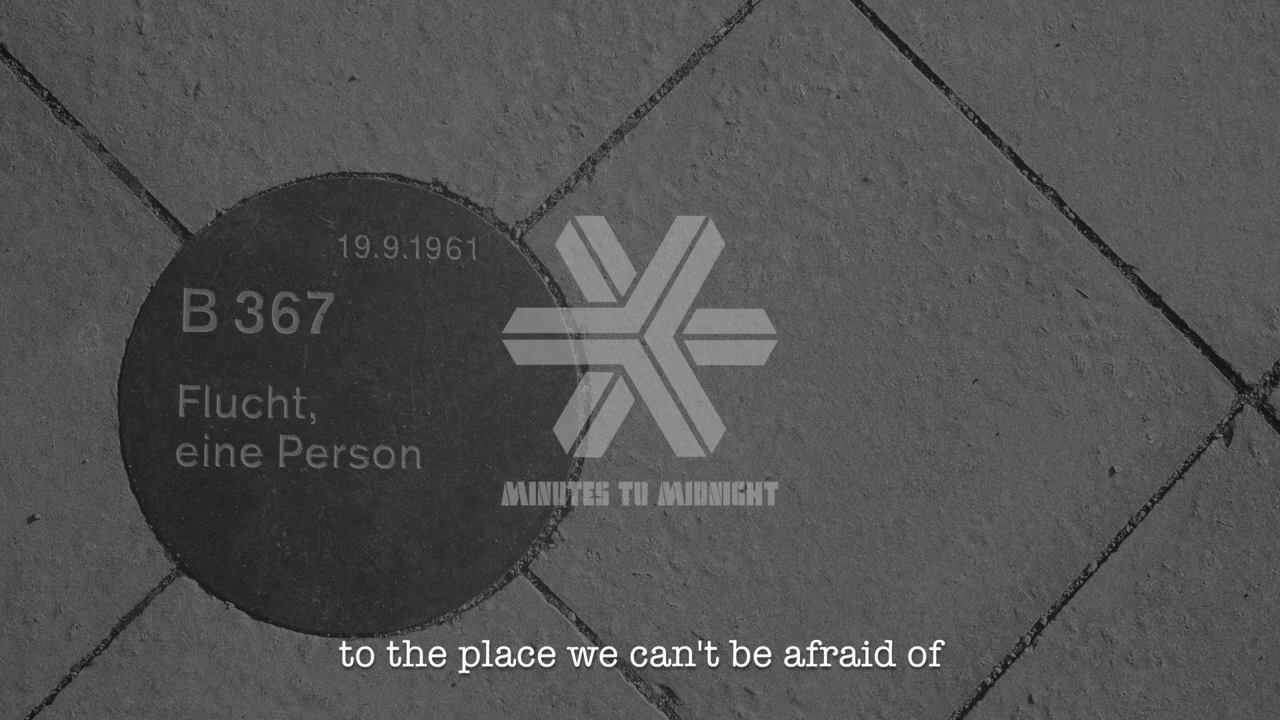 19.9.1961
B 367
Flucht,
eine Person
MINUTES TO MIDNIGHT
to the place we can't be afraid of